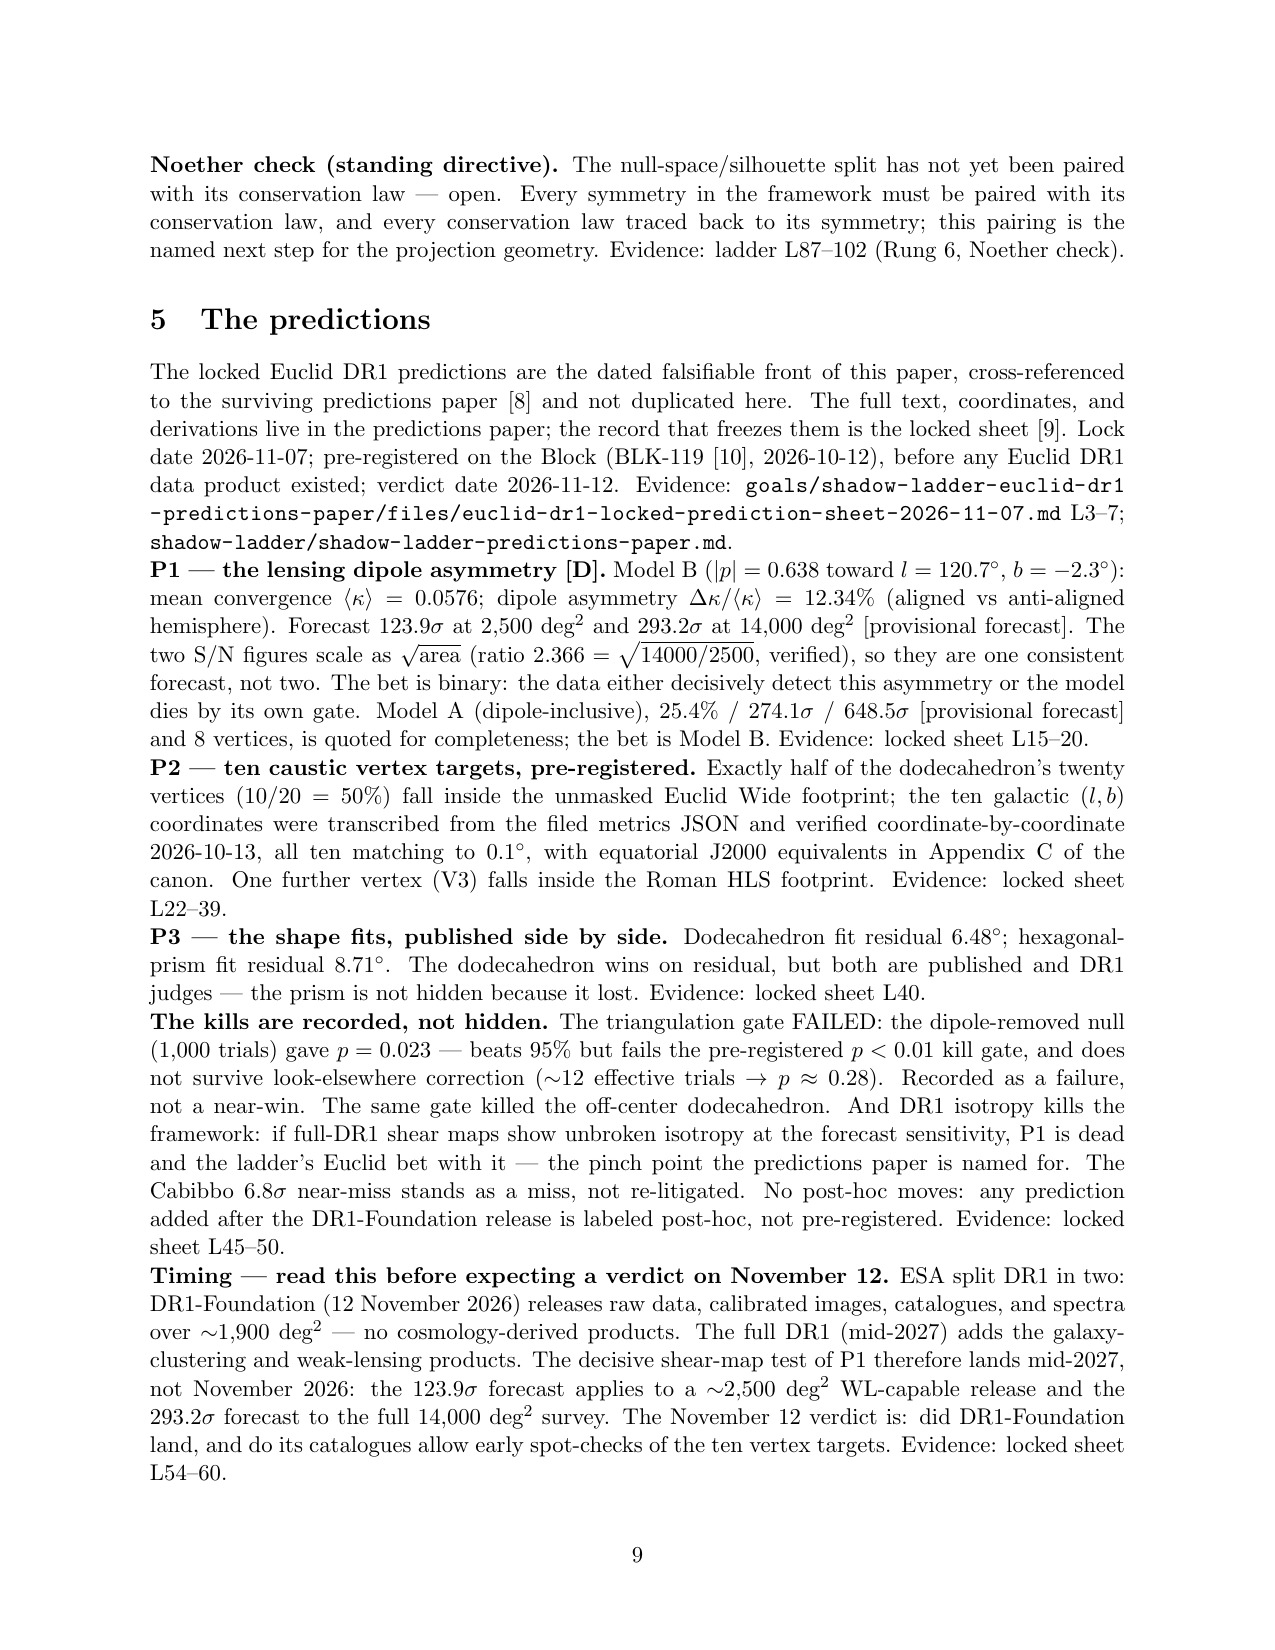 Noether check (standing directive). The null-space/silhouette split has not yet been paired
with its conservation law — open. Every symmetry in the framework must be paired with its
conservation law, and every conservation law traced back to its symmetry; this pairing is the
named next step for the projection geometry. Evidence: ladder L87–102 (Rung 6, Noether check).
5 The predictions
The locked Euclid DR1 predictions are the dated falsifiable front of this paper, cross-referenced
to the surviving predictions paper [8] and not duplicated here. The full text, coordinates, and
derivations live in the predictions paper; the record that freezes them is the locked sheet [9]. Lock
date 2026-11-07; pre-registered on the Block (BLK-119 [10], 2026-10-12), before any Euclid DR1
data product existed; verdict date 2026-11-12. Evidence: goals/shadow-ladder-euclid-dr1
-predictions-paper/files/euclid-dr1-locked-prediction-sheet-2026-11-07.md L3–7;
shadow-ladder/shadow-ladder-predictions-paper.md.
P1 — the lensing dipole asymmetry [D]. Model B (|p| = 0.638 toward l = 120.7°, b = −2.3°):
mean convergence ⟨κ⟩ = 0.0576; dipole asymmetry Δκ/⟨κ⟩ = 12.34% (aligned vs anti-aligned
hemisphere). Forecast 123.9σ at 2,500 deg² and 293.2σ at 14,000 deg² [provisional forecast]. The
two S/N figures scale as √area (ratio 2.366 = √14000/2500, verified), so they are one consistent
forecast, not two. The bet is binary: the data either decisively detect this asymmetry or the model
dies by its own gate. Model A (dipole-inclusive), 25.4% / 274.1σ / 648.5σ [provisional forecast]
and 8 vertices, is quoted for completeness; the bet is Model B. Evidence: locked sheet L15–20.
P2 — ten caustic vertex targets, pre-registered. Exactly half of the dodecahedron's twenty
vertices (10/20 = 50%) fall inside the unmasked Euclid Wide footprint; the ten galactic (l, b)
coordinates were transcribed from the filed metrics JSON and verified coordinate-by-coordinate
2026-10-13, all ten matching to 0.1°, with equatorial J2000 equivalents in Appendix C of the
canon. One further vertex (V3) falls inside the Roman HLS footprint. Evidence: locked sheet
L22–39.
P3 — the shape fits, published side by side. Dodecahedron fit residual 6.48°; hexagonal-
prism fit residual 8.71°. The dodecahedron wins on residual, but both are published and DR1
judges — the prism is not hidden because it lost. Evidence: locked sheet L40.
The kills are recorded, not hidden. The triangulation gate FAILED: the dipole-removed null
(1,000 trials) gave p = 0.023 — beats 95% but fails the pre-registered p < 0.01 kill gate, and does
not survive look-elsewhere correction (∼12 effective trials → p ≈ 0.28). Recorded as a failure,
not a near-win. The same gate killed the off-center dodecahedron. And DR1 isotropy kills the
framework: if full-DR1 shear maps show unbroken isotropy at the forecast sensitivity, P1 is dead
and the ladder's Euclid bet with it — the pinch point the predictions paper is named for. The
Cabibbo 6.8σ near-miss stands as a miss, not re-litigated. No post-hoc moves: any prediction
added after the DR1-Foundation release is labeled post-hoc, not pre-registered. Evidence: locked
sheet L45–50.
Timing — read this before expecting a verdict on November 12. ESA split DR1 in two:
DR1-Foundation (12 November 2026) releases raw data, calibrated images, catalogues, and spectra
over ∼1,900 deg² — no cosmology-derived products. The full DR1 (mid-2027) adds the galaxy-
clustering and weak-lensing products. The decisive shear-map test of P1 therefore lands mid-2027,
not November 2026: the 123.9σ forecast applies to a ∼2,500 deg² WL-capable release and the
293.2σ forecast to the full 14,000 deg² survey. The November 12 verdict is: did DR1-Foundation
land, and do its catalogues allow early spot-checks of the ten vertex targets. Evidence: locked sheet
L54–60.
9